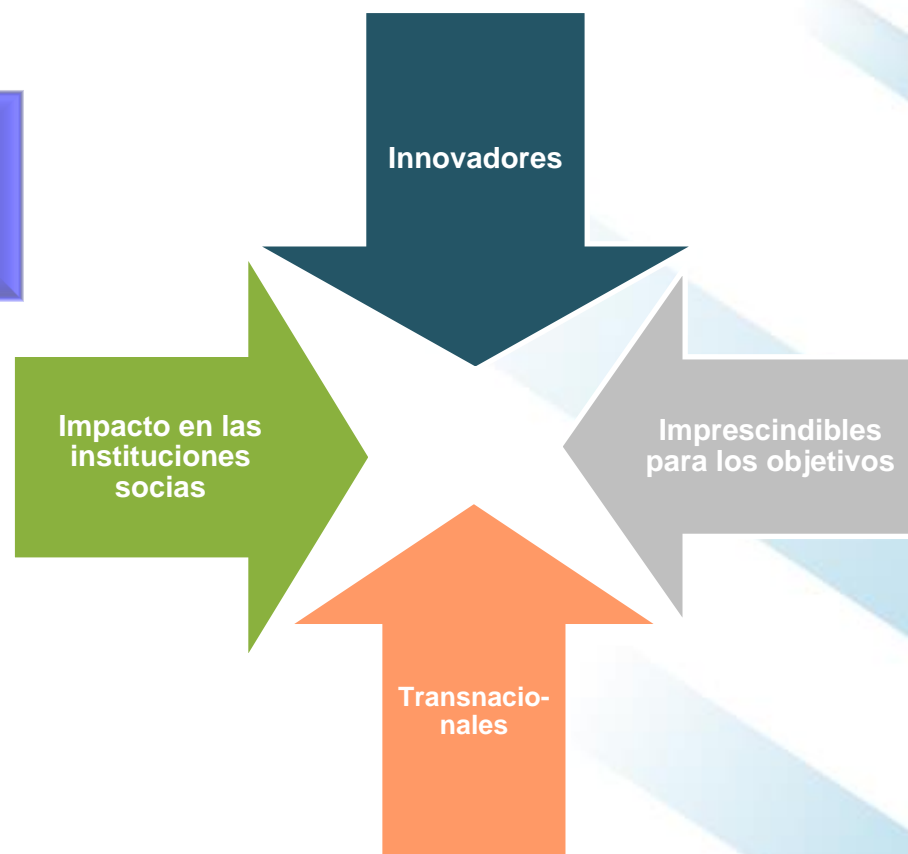 Innovadores
Impacto en las
instituciones
socias
Imprescindibles
para los objetivos
Transnacio-
nales